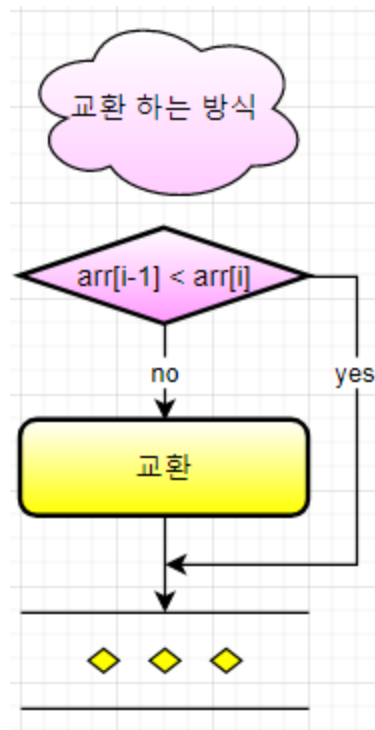 교환 하는 방식
arr[i-1] < arr[i]
no
yes
교환